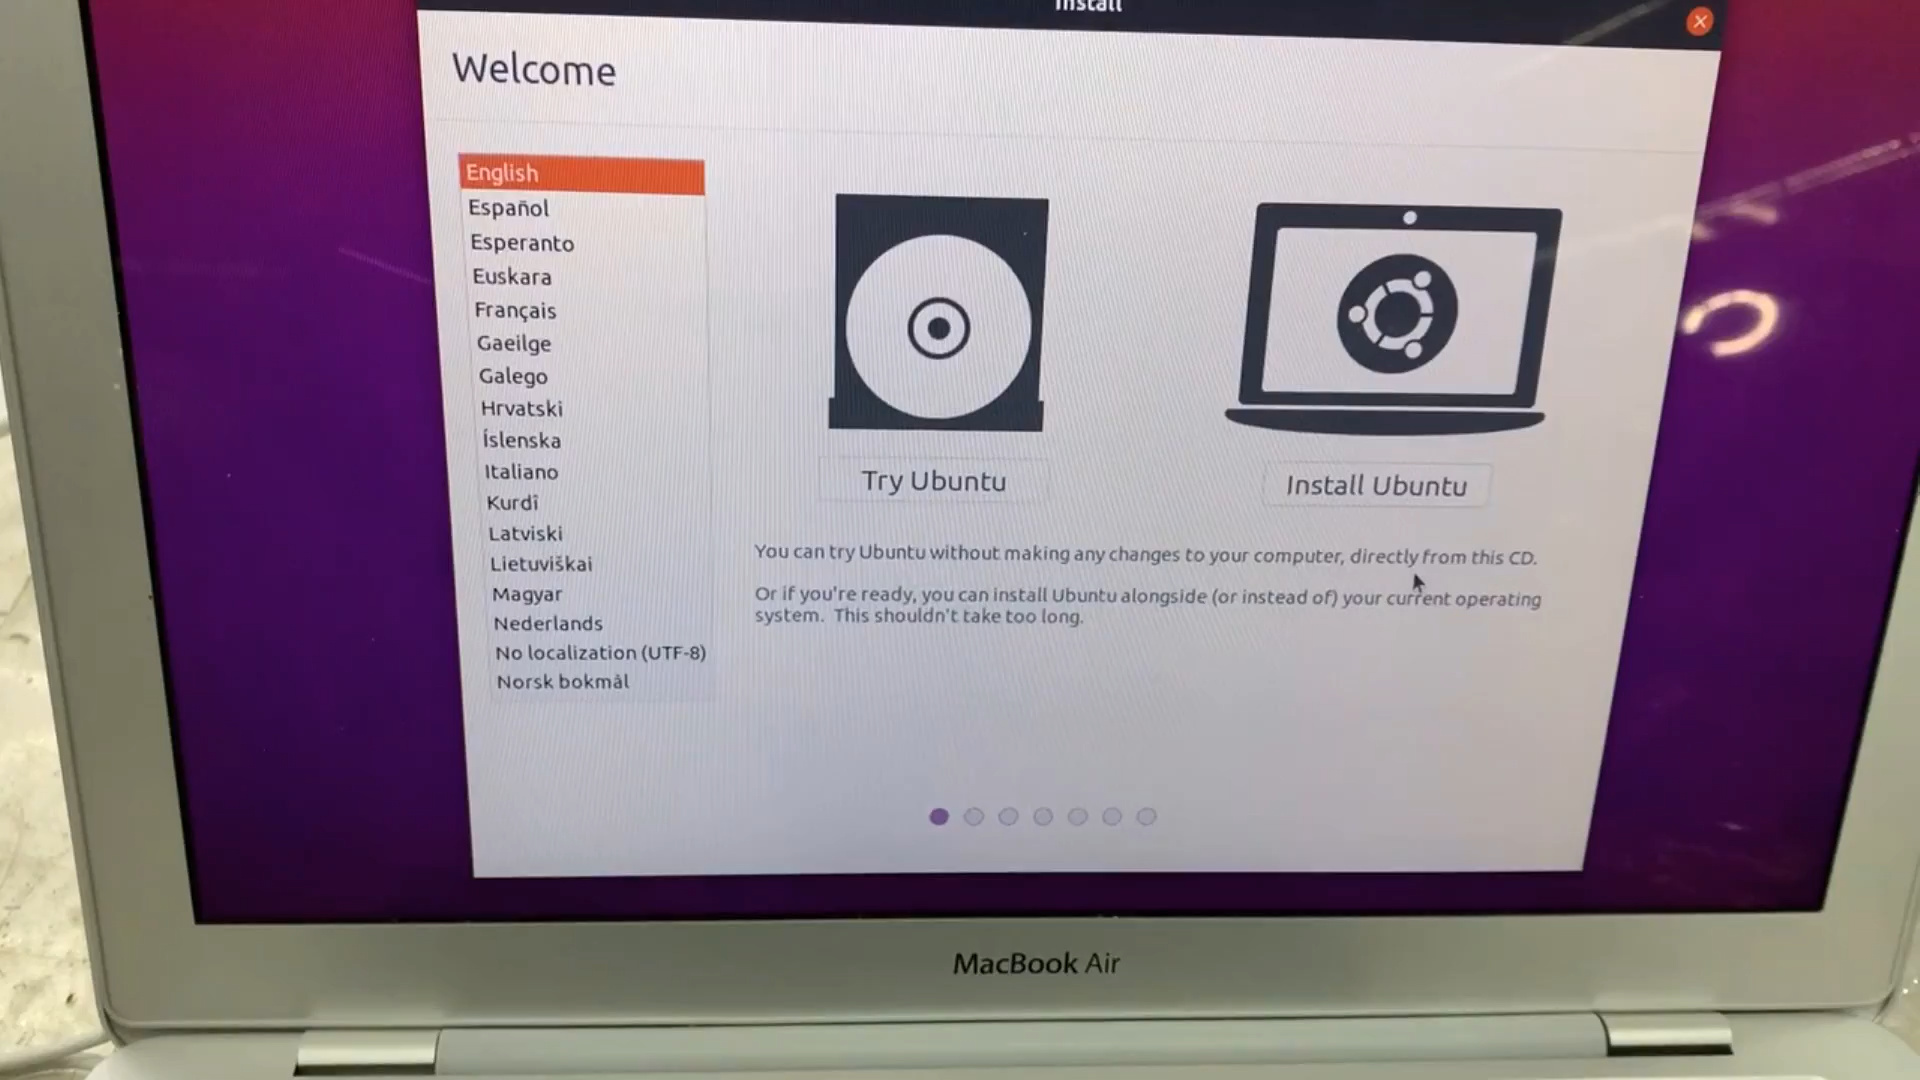 Install
Welcome
English
Español
Esperanto
Euskara
Français
Gaeilge
Galego
Hrvatski
Íslenska
Italiano
Kurdî
Latviski
Lietuviškai
Magyar
Nederlands
No localization (UTF-8)
Norsk bokmål
Try Ubuntu
Install Ubuntu
You can try Ubuntu without making any changes to your computer, directly from this CD.
Or if you're ready, you can install Ubuntu alongside (or instead of) your current operating
system. This shouldn't take too long.
MacBook Air